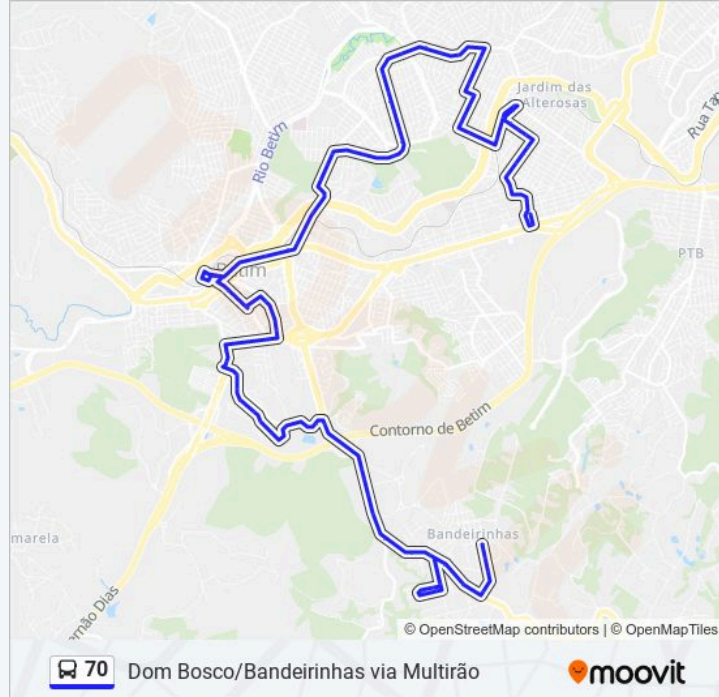 Jardim das
Alterosas
Rua Tap
Rio Betim
Betim
PTB
Contorno de Betim
Bandeirinhas
marela
ernão Dias
© OpenStreetMap contributors | © OpenMapTiles
70 Dom Bosco/Bandeirinhas via Multirão
moovit